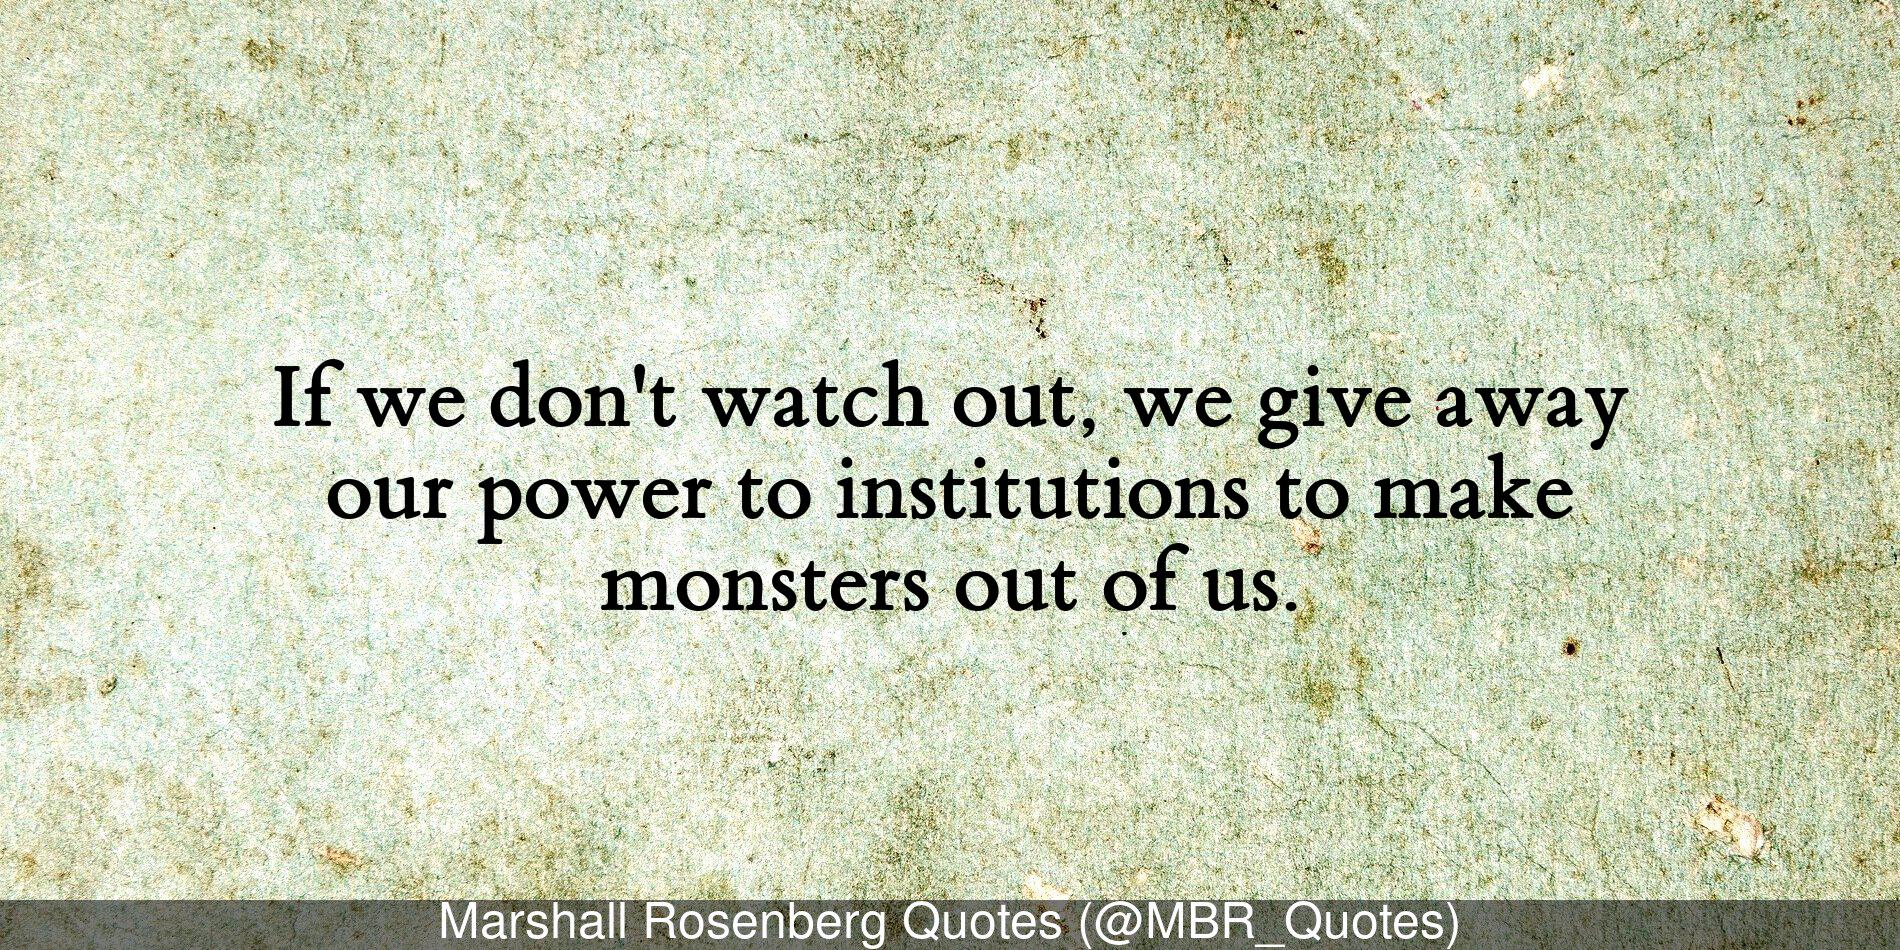 If we don't watch out, we give away
our power to institutions to make
monsters out of us.
Marshall Rosenberg Quotes (@MBR_Quotes)